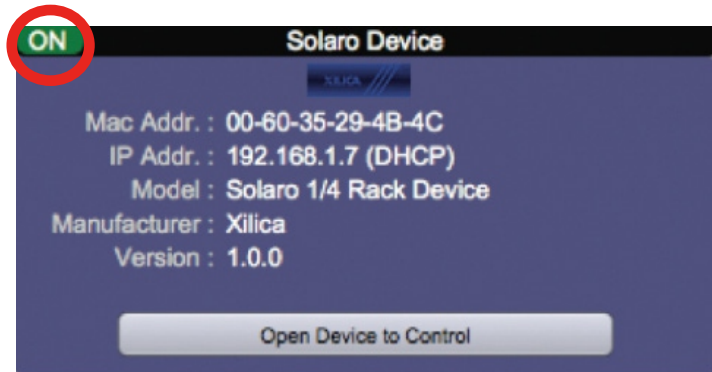 ON
Solaro Device
XILICA
Mac Addr. : 00-60-35-29-4B-4C
IP Addr. : 192.168.1.7 (DHCP)
Model : Solaro 1/4 Rack Device
Manufacturer : Xilica
Version : 1.0.0
Open Device to Control